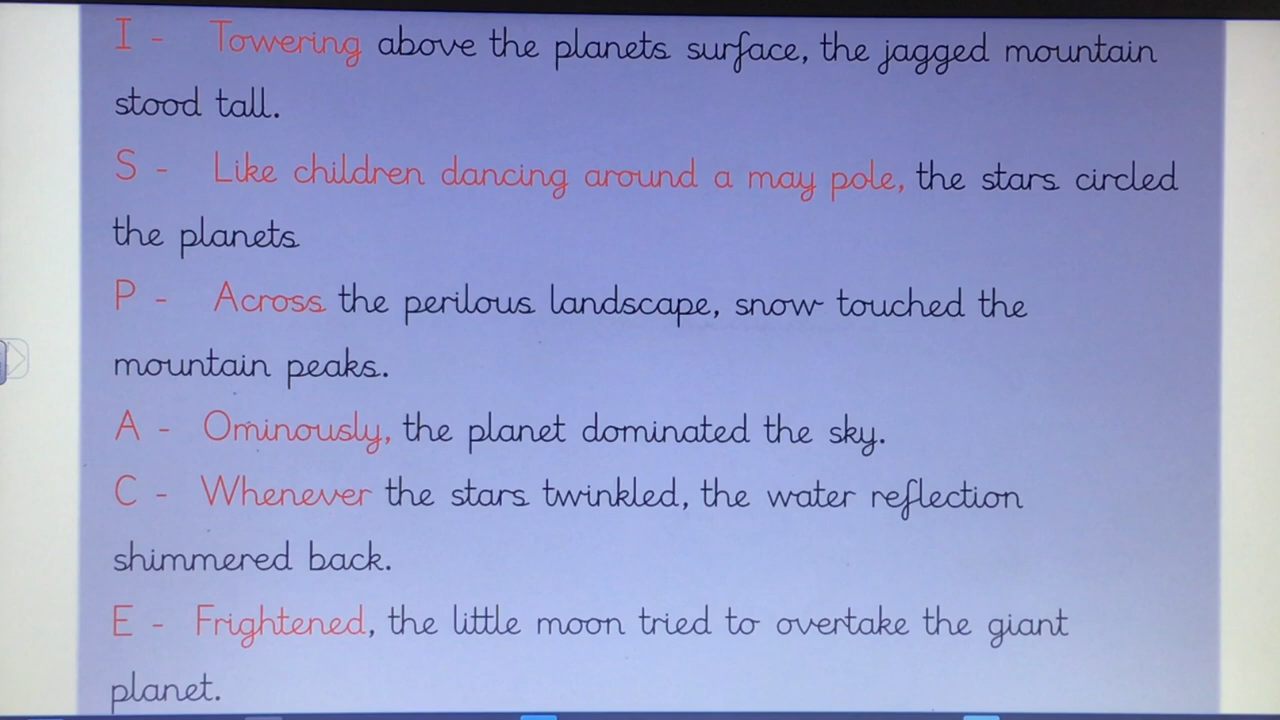 I - Towering above the planets surface, the jagged mountain
stood tall.
S - Like children dancing around a may pole, the stars circled
the planets
P - Across the perilous landscape, snow touched the
mountain peaks.
A - Ominously, the planet dominated the sky.
C - Whenever the stars twinkled, the water reflection
shimmered back.
E - Frightened, the little moon tried to overtake the giant
planet.